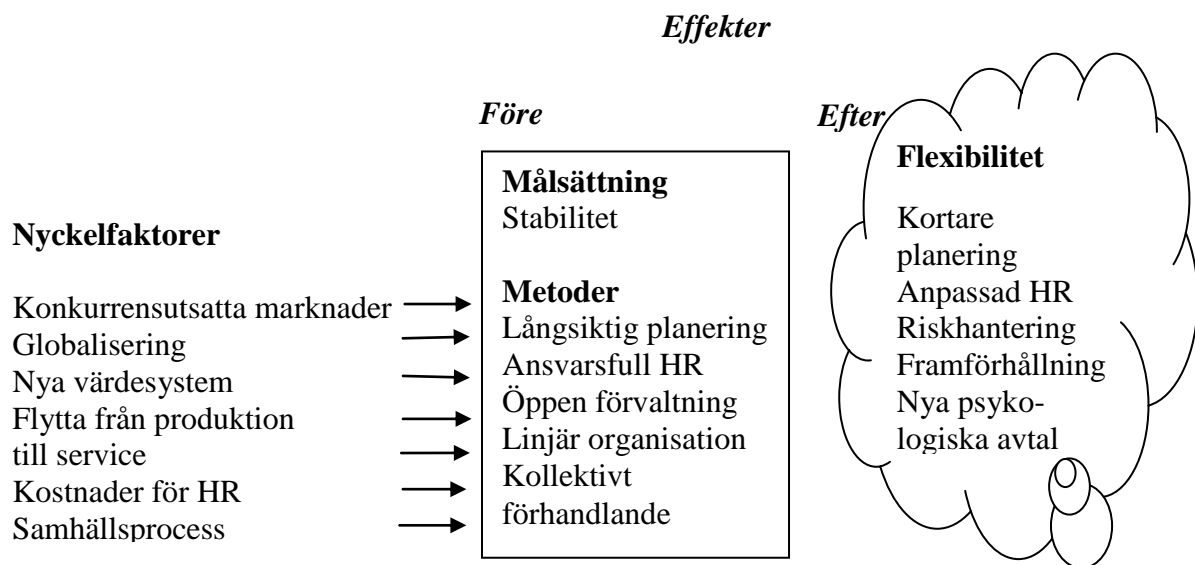 Effekter
Före
Efter
Nyckelfaktorer
Konkurrensutsatta marknader
Globalisering
Nya värdesystem
Flytta från produktion
till service
Kostnader för HR
Samhällsprocess
Målsättning
Stabilitet
Metoder
Långsiktig planering
Ansvarsfull HR
Öppen förvaltning
Linjär organisation
Kollektivt
förhandlande
Flexibilitet
Kortare
planering
Anpassad HR
Riskhantering
Framförhållning
Nya psyko-
logiska avtal